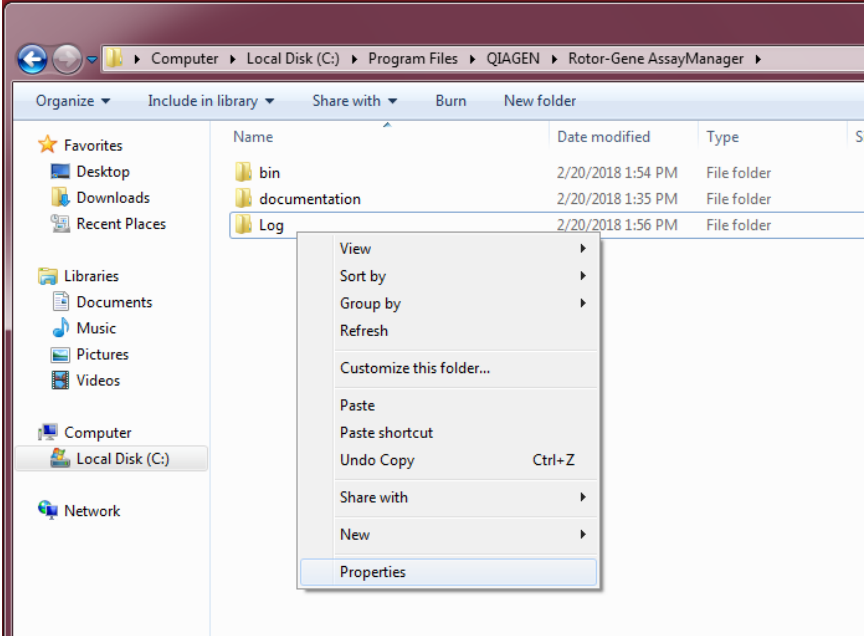 Computer Local Disk (C:) Program Files QIAGEN Rotor-Gene AssayManager
Organize Include in library Share with Burn New folder
Favorites
Desktop
Downloads
Recent Places
Libraries
Documents
Music
Pictures
Videos
Computer
Local Disk (C:)
Network
Name Date modified Type S
bin 2/20/2018 1:54 PM File folder
documentation 2/20/2018 1:35 PM File folder
Log 2/20/2018 1:56 PM File folder
View
Sort by
Group by
Refresh
Customize this folder...
Paste
Paste shortcut
Undo Copy Ctrl+Z
Share with
New
Properties